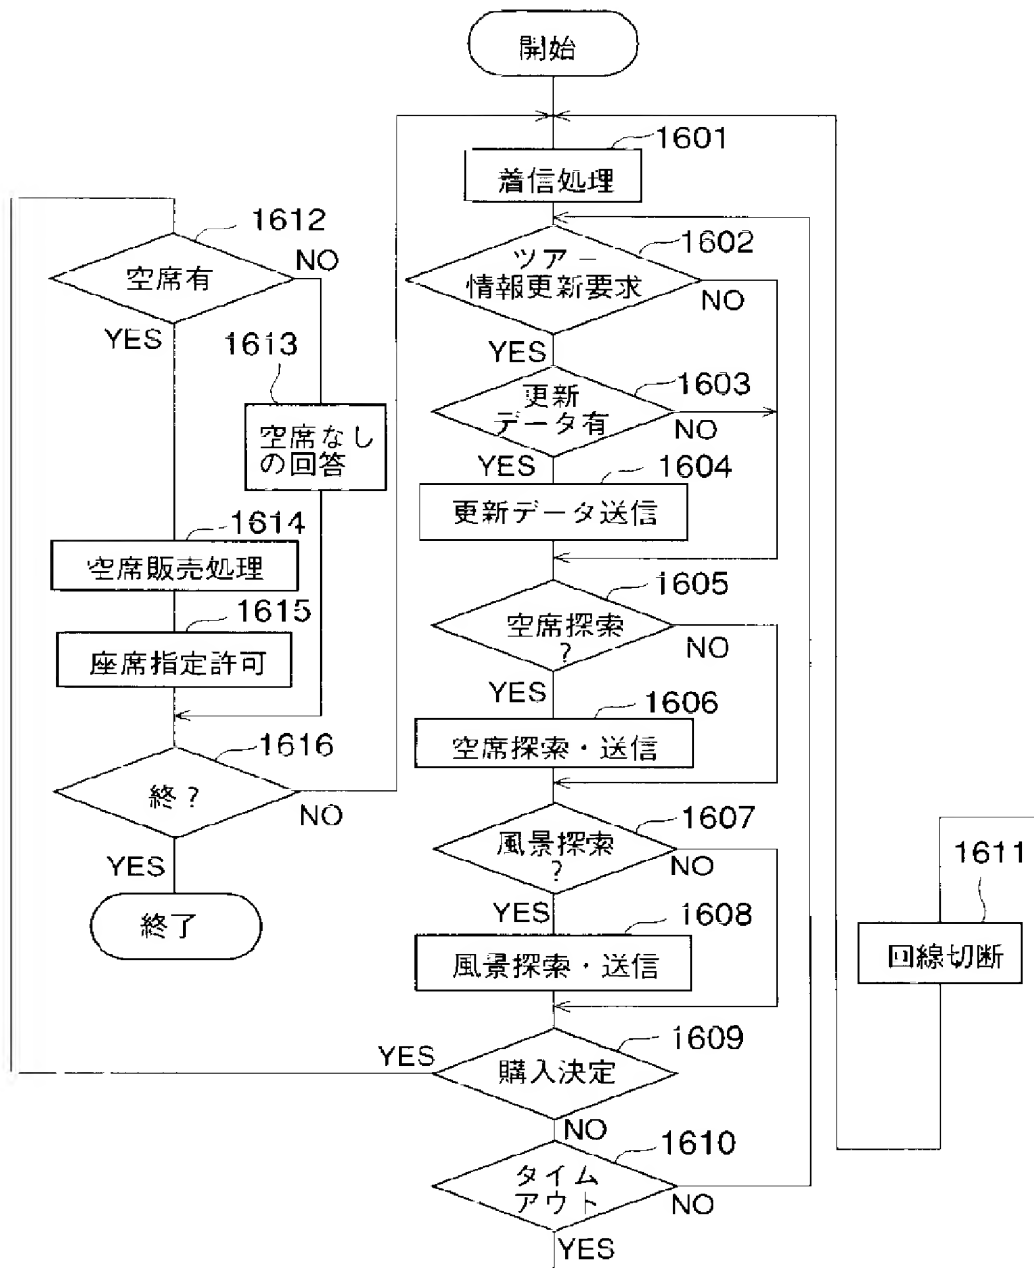 開始
1601
着信処理
1602
ツアー
情報更新要求
NO
YES
1603
更新
データ有
NO
YES
1604
更新データ送信
1605
空席探索
?
NO
YES
1606
空席探索・送信
1607
風景探索
?
NO
YES
1608
風景探索・送信
1609
YES
購入決定
NO
1610
タイム
アウト
NO
YES
1611
回線切断
1612
空席有
NO
YES
1613
空席なし
の回答
1614
空席販売処理
1615
座席指定許可
1616
終?
NO
YES
終了